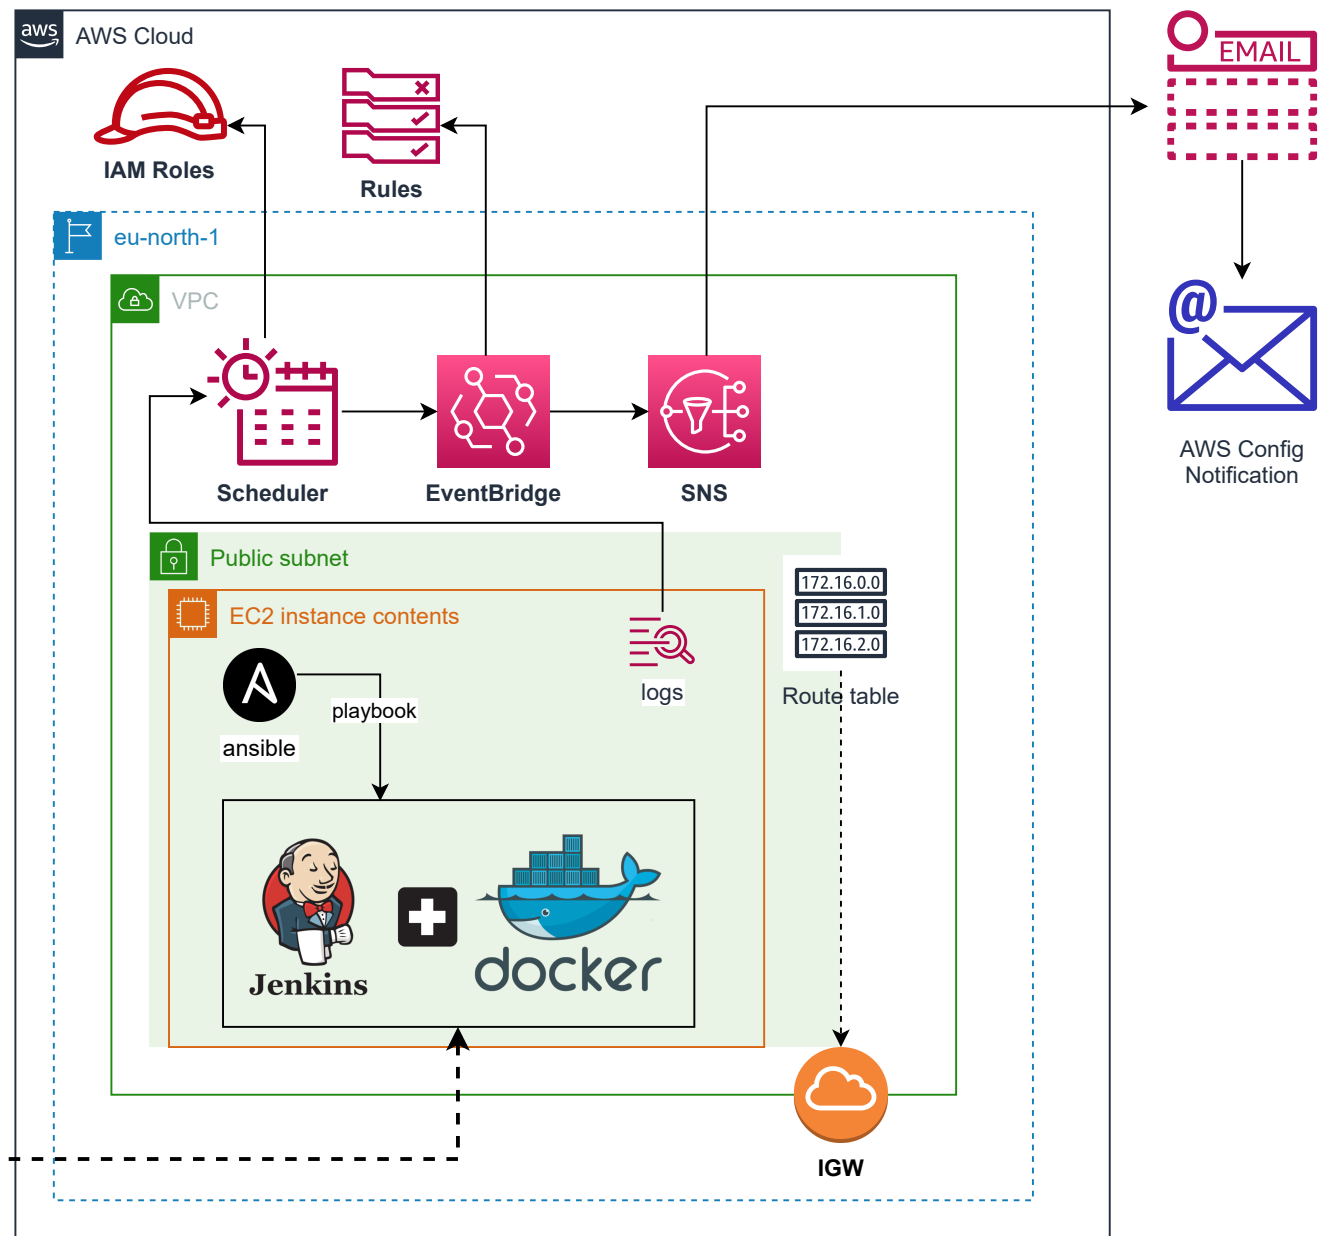 aws
AWS Cloud
EMAIL
IAM Roles
Rules
eu-north-1
VPC
@
AWS Config
Notification
Scheduler
EventBridge
SNS
Public subnet
172.16.0.0
172.16.1.0
172.16.2.0
EC2 instance contents
logs
Route table
playbook
ansible
Jenkins
docker
IGW